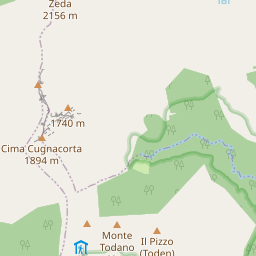 Zeda
2156 m
1740 m
Cima Cugnacorta
1894 m
Monte
Todano
Il Pizzo
(Toden)